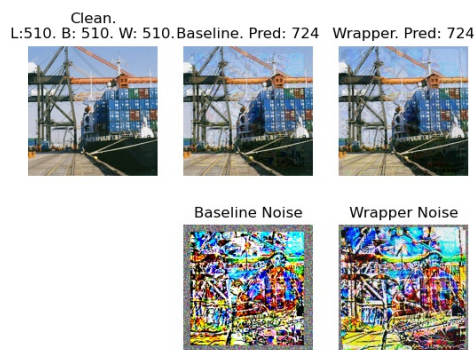 Clean.
L:510. B: 510. W: 510.
Baseline. Pred: 724
Wrapper. Pred: 724
Baseline Noise
Wrapper Noise